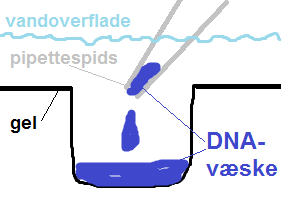 vandoverflade
pipettespids
gel
DNA-
væske